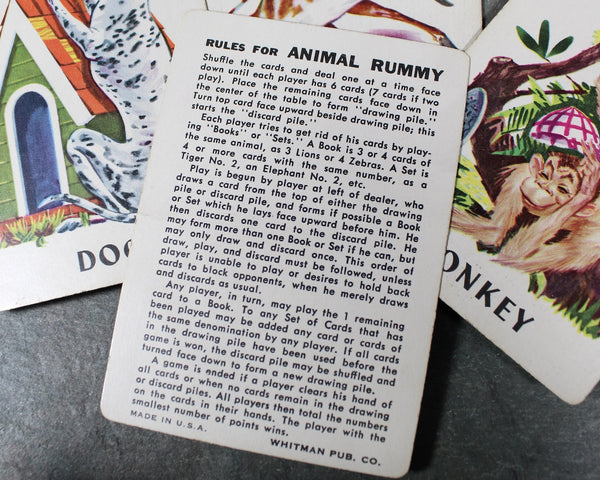 RULES FOR ANIMAL RUMMY
Shuffle the cards and deal one at a time face
down until each player has 6 cards (7 cards if two
play). Place the remaining cards face down in
the center of the table to form "drawing pile."
Turn top card face upward beside drawing pile; this
starts the "discard pile."
Each player tries to get rid of his cards by play-
ing "Books" or "Sets." A Book is 3 or 4 cards of
the same animal, as 3 Lions or 4 Zebras. A Set is
4 or more cards with the same number, as a
Tiger No. 2, an Elephant No. 2, etc.
Play is begun by player at left of dealer, who
draws a card from the top of either the drawing
pile or discard pile, and forms if possible a Book
or Set which he lays face upward before him. He
then discards one card to the discard pile. He
may form more than one Book or Set if he can, but
may only draw and discard once. This order of
draw, play, and discard must be followed, unless
player is unable to play or desires to hold back
cards to block opponents, when he merely draws
and discards as usual.
Any player, in turn, may play the 1 remaining
card to a Book. To any Set of Cards that has
been played may be added any card or cards of
the same denomination by any player. If all cards
in the drawing pile have been used before the
game is won, the discard pile may be shuffled and
turned face down to form a new drawing pile.
A game is ended if a player clears his hand of
all cards or when no cards remain in the drawing
or discard piles. All players then total the numbers
on the cards in their hands. The player with the
smallest number of points wins.
MADE IN U.S.A.
WHITMAN PUB. CO.
DO
ONKEY